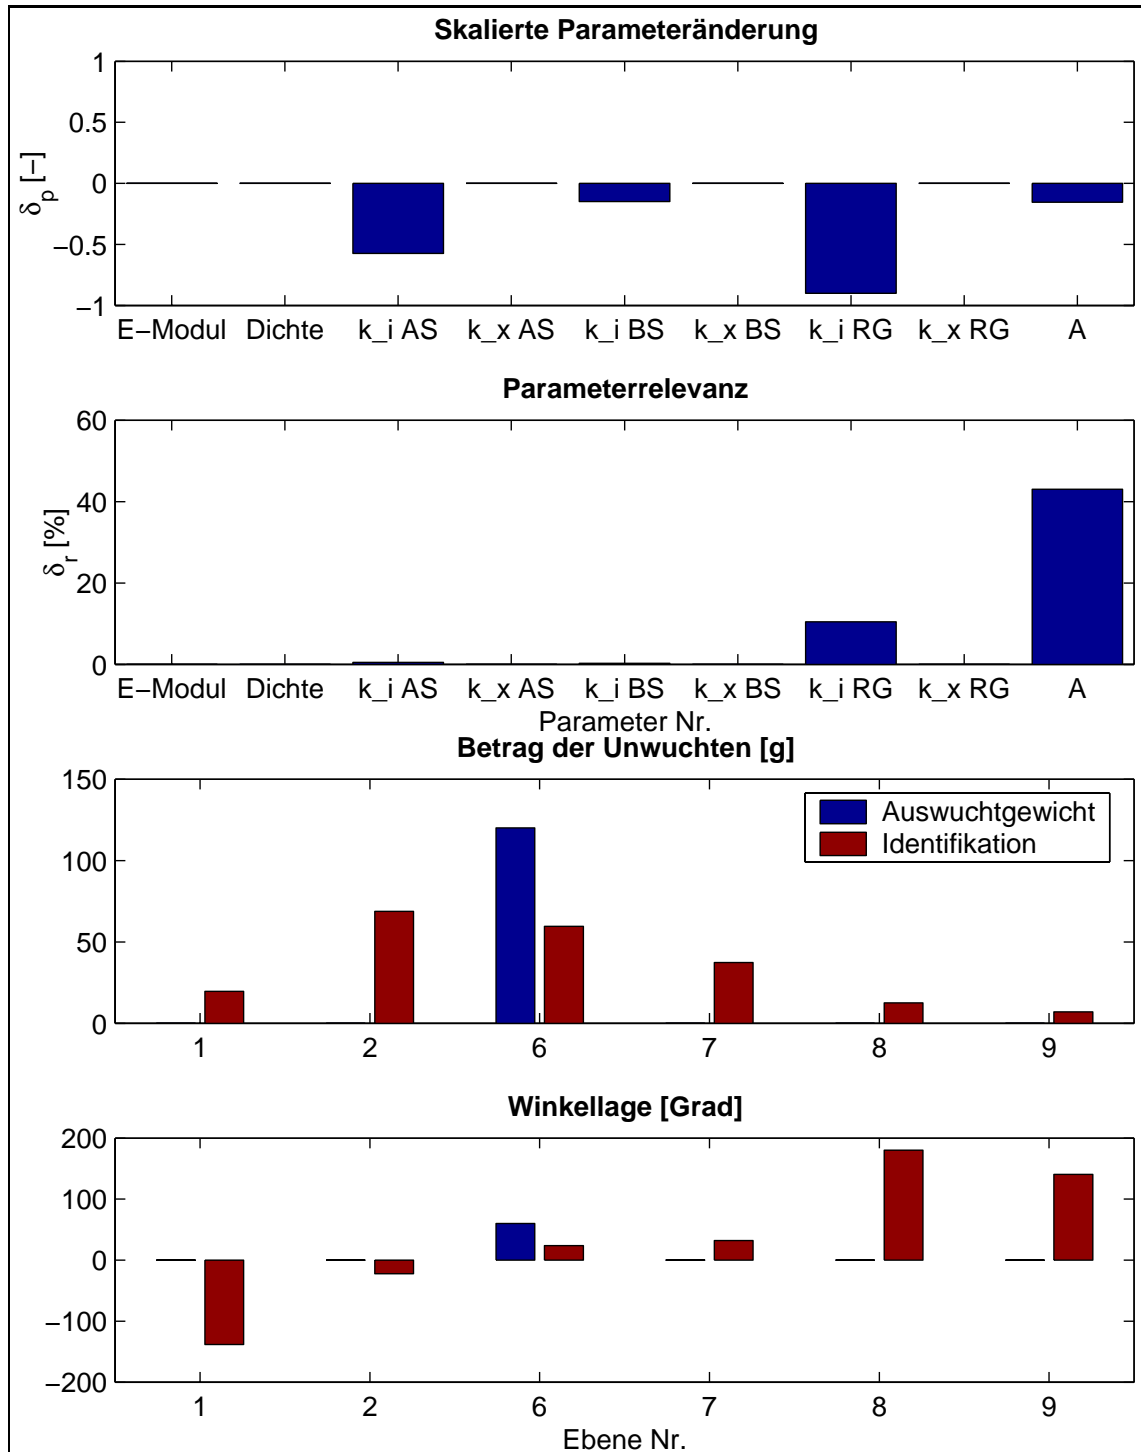 Skalierte Parameteränderung
δ_p [−]
1
0.5
0
−0.5
−1
E−Modul Dichte k_i AS k_x AS k_i BS k_x BS k_i RG k_x RG A
Parameterrelevanz
δ_r [%]
60
40
20
0
E−Modul Dichte k_i AS k_x AS k_i BS k_x BS k_i RG k_x RG A
Parameter Nr.
Betrag der Unwuchten [g]
150
100
50
0
Auswuchtgewicht
Identifikation
1 2 6 7 8 9
Winkellage [Grad]
200
100
0
−100
−200
1 2 6 7 8 9
Ebene Nr.